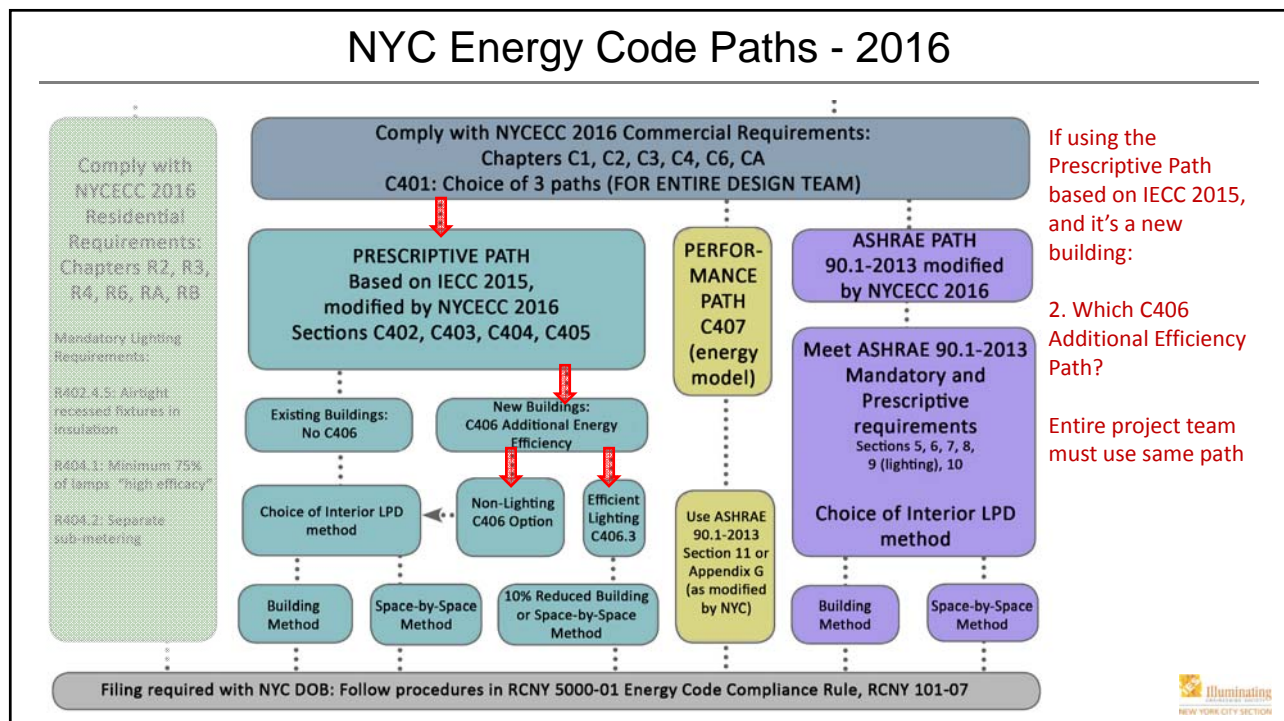 NYC Energy Code Paths - 2016
Comply with
NYCECC 2016
Residential
Requirements:
Chapters R2, R3,
R4, R6, RA, RB
Mandatory Lighting
Requirements:
R402.4.5: Airtight
recessed fixtures in
insulation
R404.1: Minimum 75%
of lamps "high efficacy"
R404.2: Separate
sub-metering
Comply with NYCECC 2016 Commercial Requirements:
Chapters C1, C2, C3, C4, C6, CA
C401: Choice of 3 paths (FOR ENTIRE DESIGN TEAM)
PRESCRIPTIVE PATH
Based on IECC 2015,
modified by NYCECC 2016
Sections C402, C403, C404, C405
Existing Buildings:
No C406
New Buildings:
C406 Additional Energy
Efficiency
Choice of Interior LPD
method
Non-Lighting
C406 Option
Efficient
Lighting
C406.3
Building
Method
Space-by-Space
Method
10% Reduced Building
or Space-by-Space
Method
PERFOR-
MANCE
PATH
C407
(energy
model)
Use ASHRAE
90.1-2013
Section 11 or
Appendix G
(as modified
by NYC)
ASHRAE PATH
90.1-2013 modified
by NYCECC 2016
Meet ASHRAE 90.1-2013
Mandatory and
Prescriptive
requirements
Sections 5, 6, 7, 8,
9 (lighting), 10
Choice of Interior LPD
method
Building
Method
Space-by-Space
Method
Filing required with NYC DOB: Follow procedures in RCNY 5000-01 Energy Code Compliance Rule, RCNY 101-07
If using the
Prescriptive Path
based on IECC 2015,
and it's a new
building:
2. Which C406
Additional Efficiency
Path?
Entire project team
must use same path
Illuminating
ENGINEERING SOCIETY
NEW YORK CITY SECTION